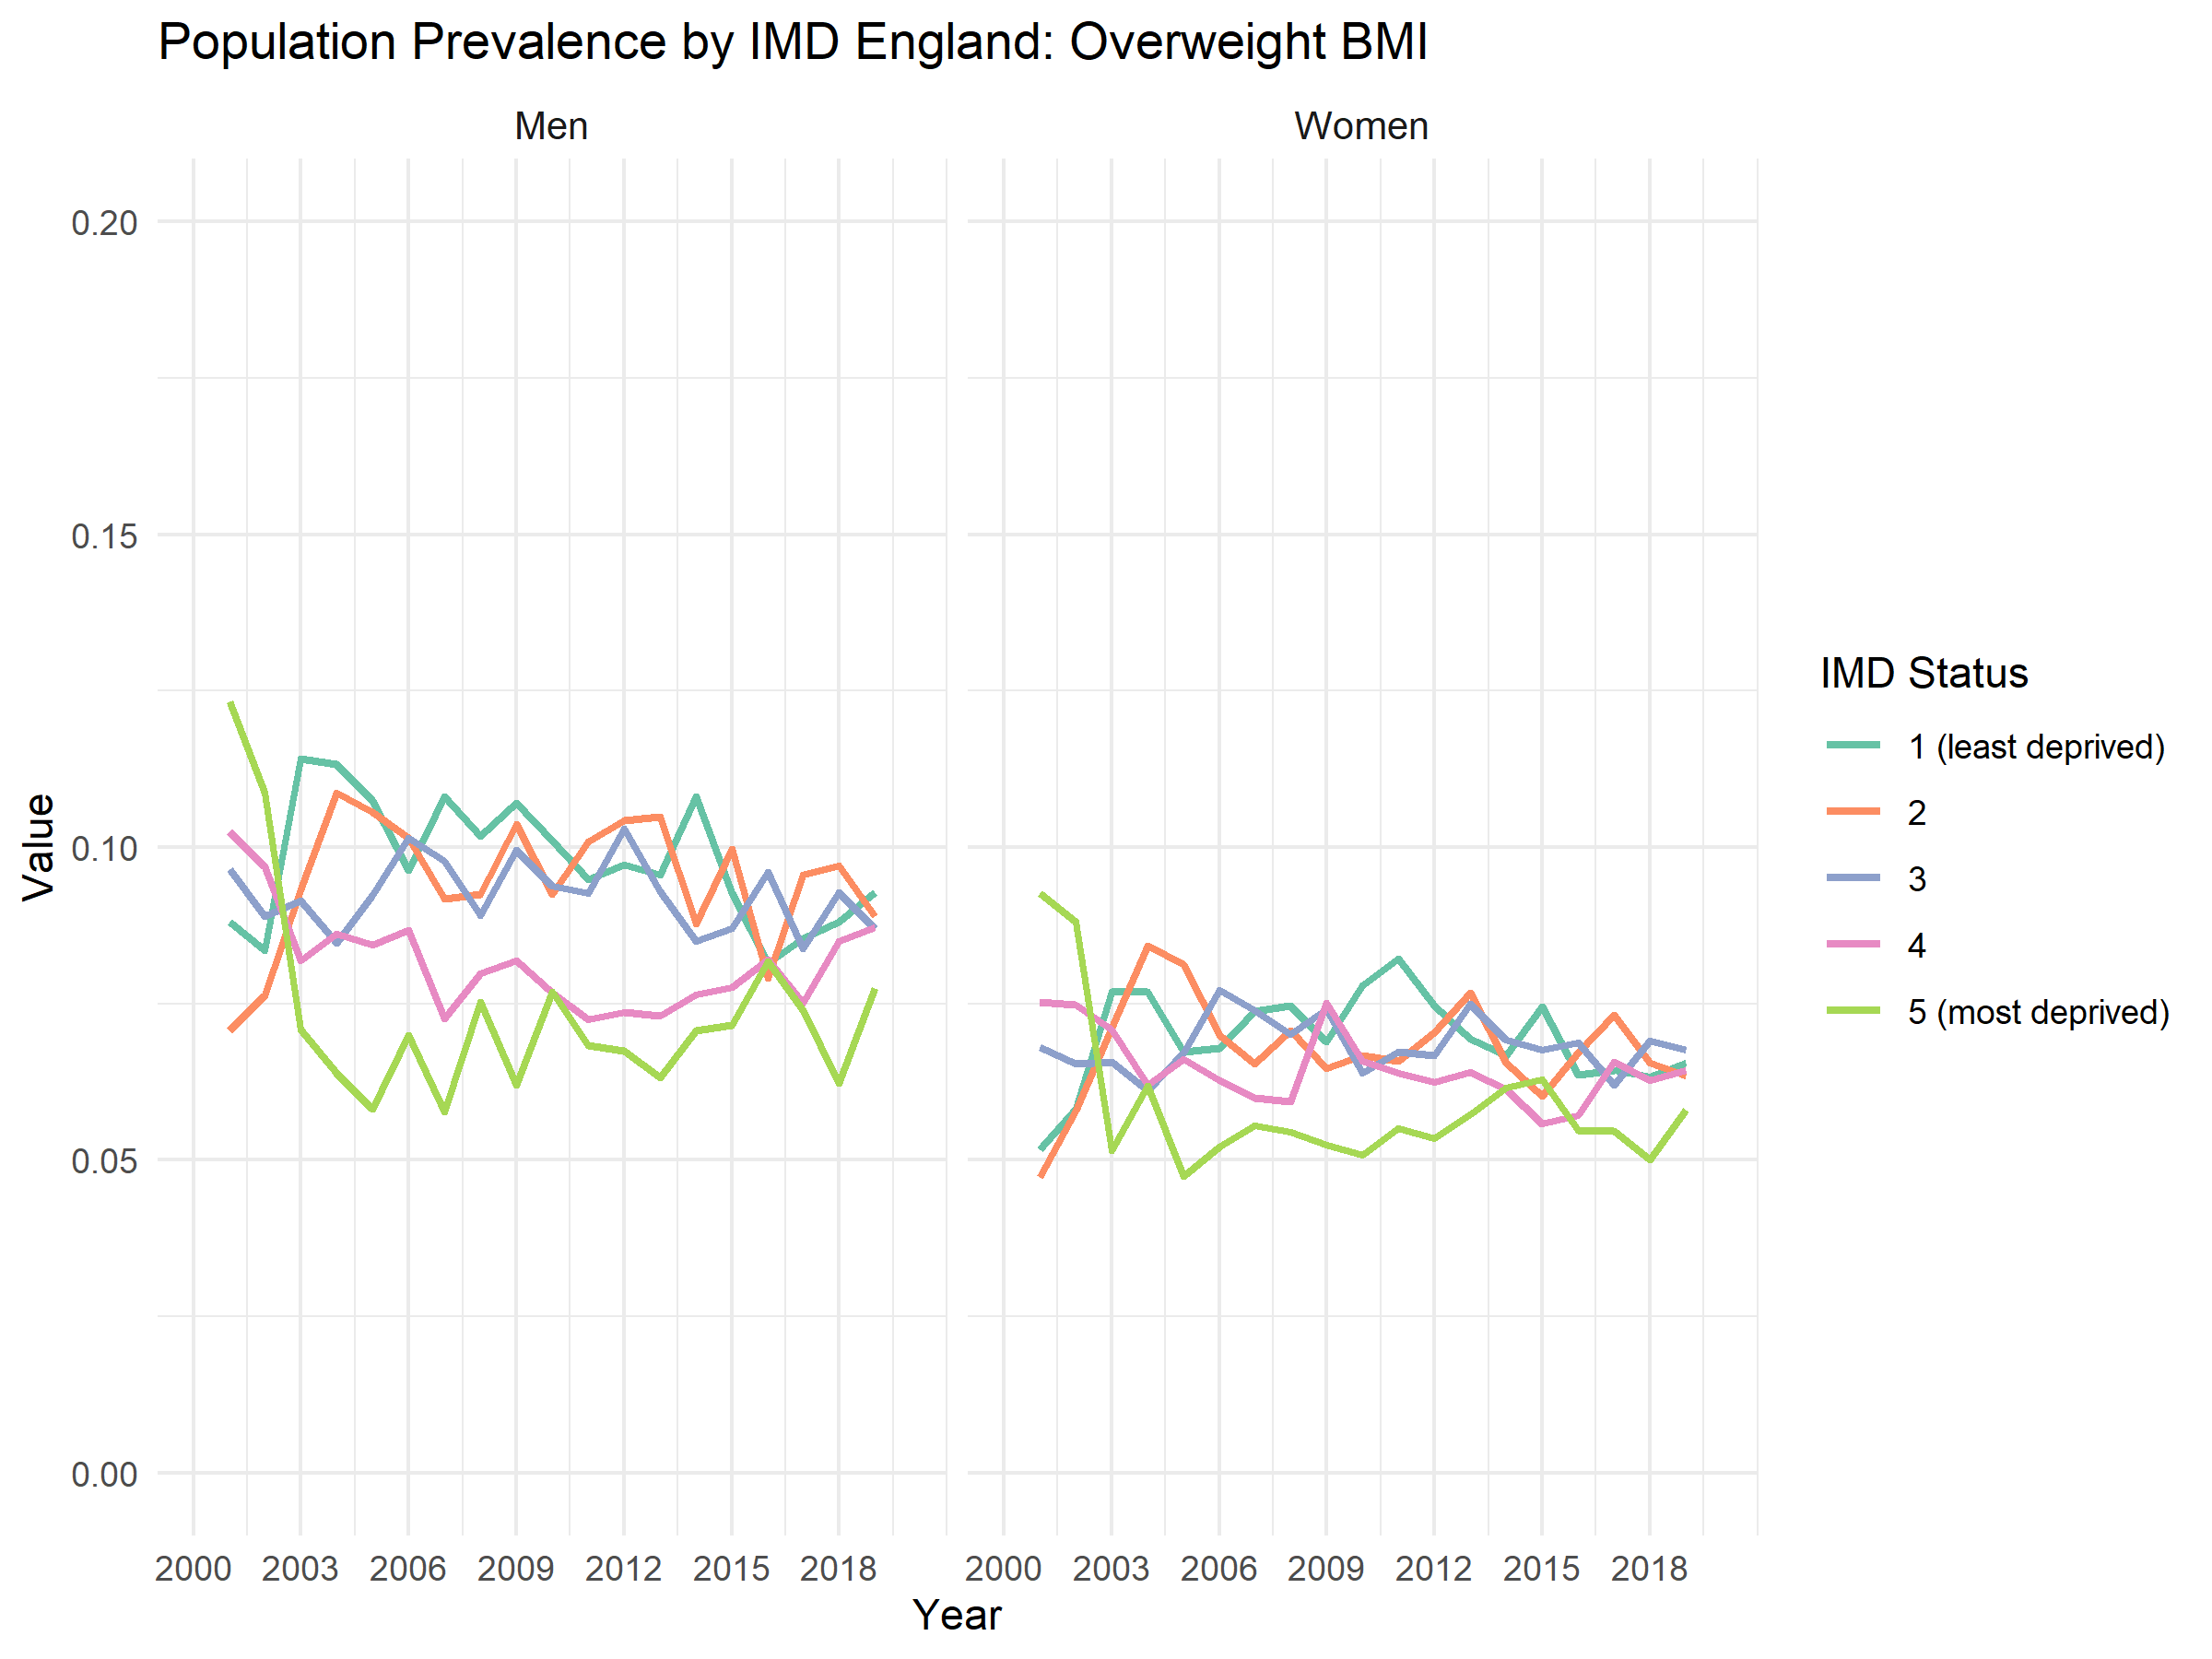 Population Prevalence by IMD England: Overweight BMI
Men
Women
0.20
0.15
0.10
0.05
0.00
Value
2000 2003 2006 2009 2012 2015 2018
2000 2003 2006 2009 2012 2015 2018
Year
IMD Status
1 (least deprived)
2
3
4
5 (most deprived)